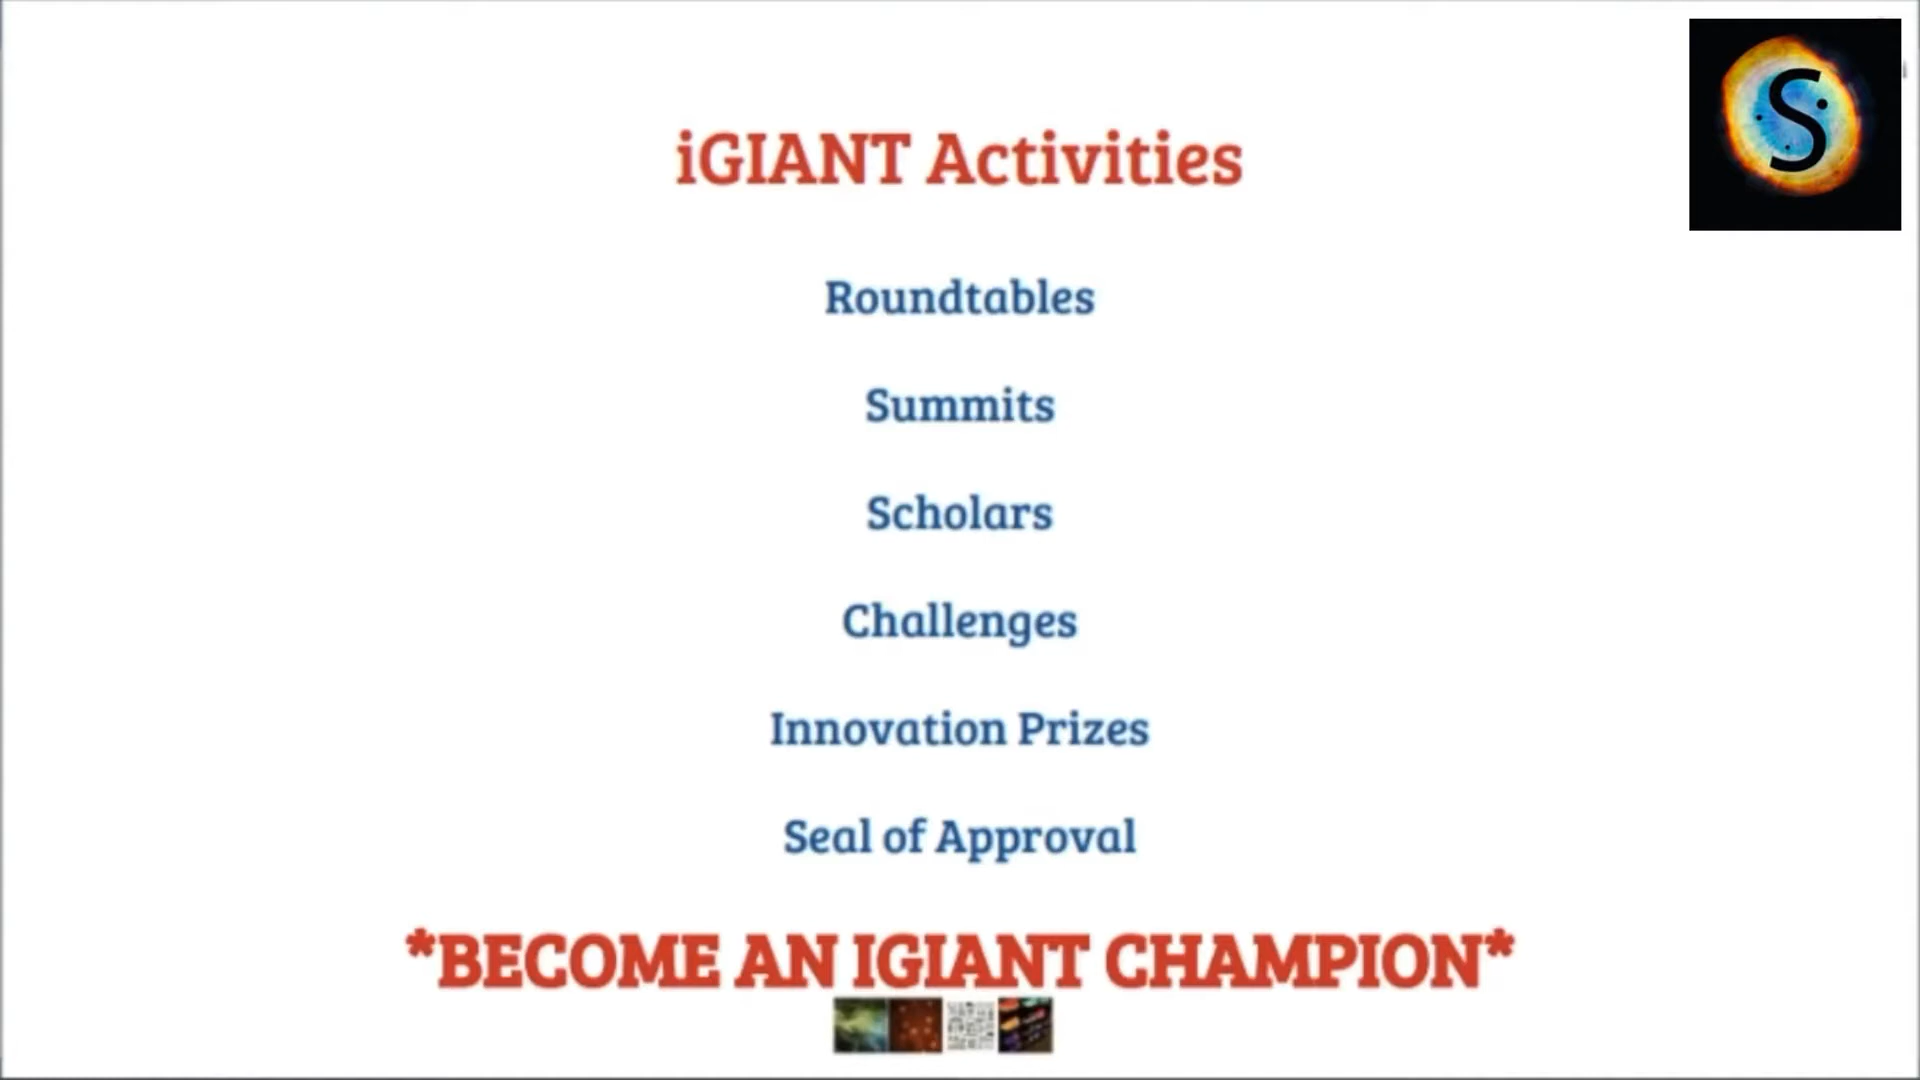 iGIANT Activities
S
Roundtables
Summits
Scholars
Challenges
Innovation Prizes
Seal of Approval
*BECOME AN IGIANT CHAMPION*